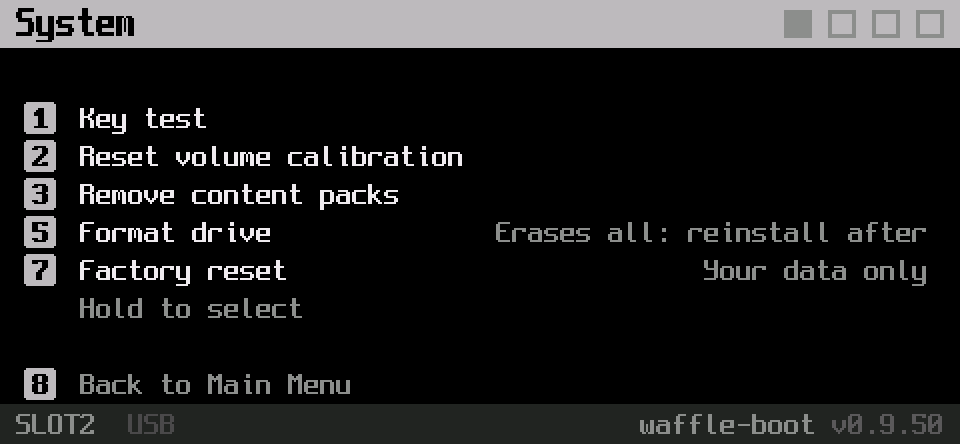 System
1 Key test
2 Reset volume calibration
3 Remove content packs
5 Format drive Erases all: reinstall after
7 Factory reset Your data only
Hold to select
8 Back to Main Menu
SLOT2 USB waffle-boot v0.9.50